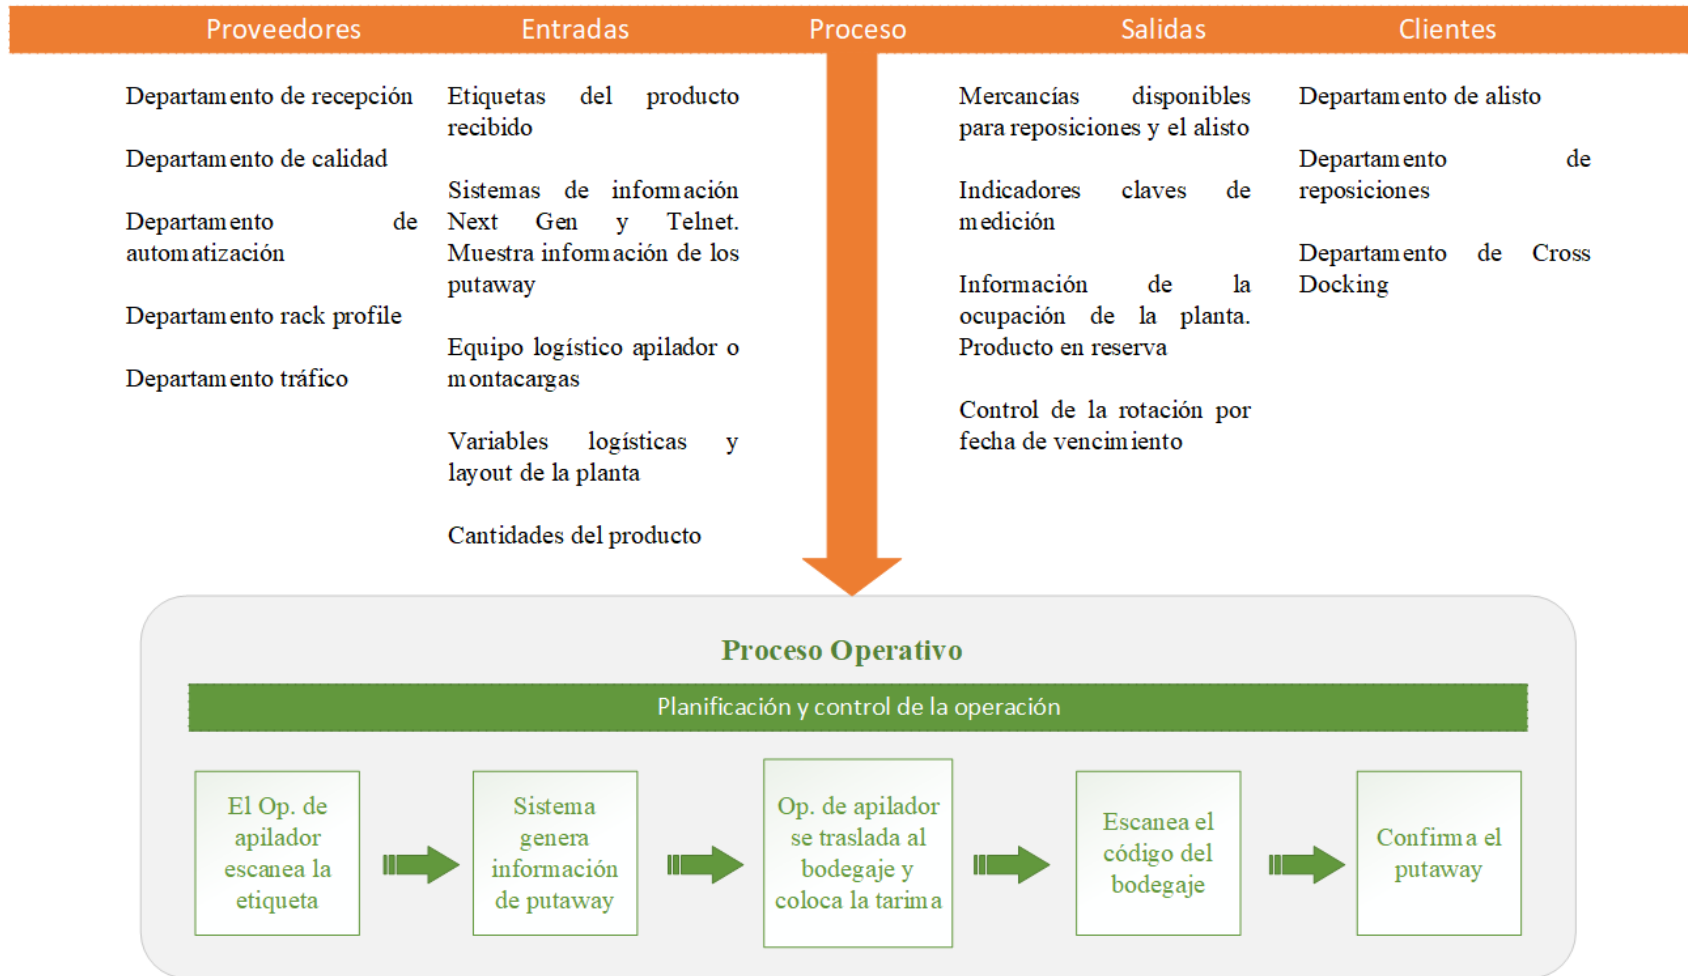 Proveedores
Entradas
Proceso
Salidas
Clientes
Departamento de recepción
Departamento de calidad
Departamento de
automatización
Departamento rack profile
Departamento tráfico
Etiquetas del producto
recibido
Sistemas de información
Next Gen y Telnet.
Muestra información de los
putaway
Equipo logístico apilador o
montacargas
Variables logísticas y
layout de la planta
Cantidades del producto
Mercancías disponibles
para reposiciones y el alisto
Indicadores claves de
medición
Información de la
ocupación de la planta.
Producto en reserva
Control de la rotación por
fecha de vencimiento
Departamento de alisto
Departamento de
reposiciones
Departamento de Cross
Docking
Proceso Operativo
Planificación y control de la operación
El Op. de
apilador
escanea la
etiqueta
Sistema
genera
información
de putaway
Op. de apilador
se traslada al
bodegaje y
coloca la tarima
Escanea el
código del
bodegaje
Confirma el
putaway